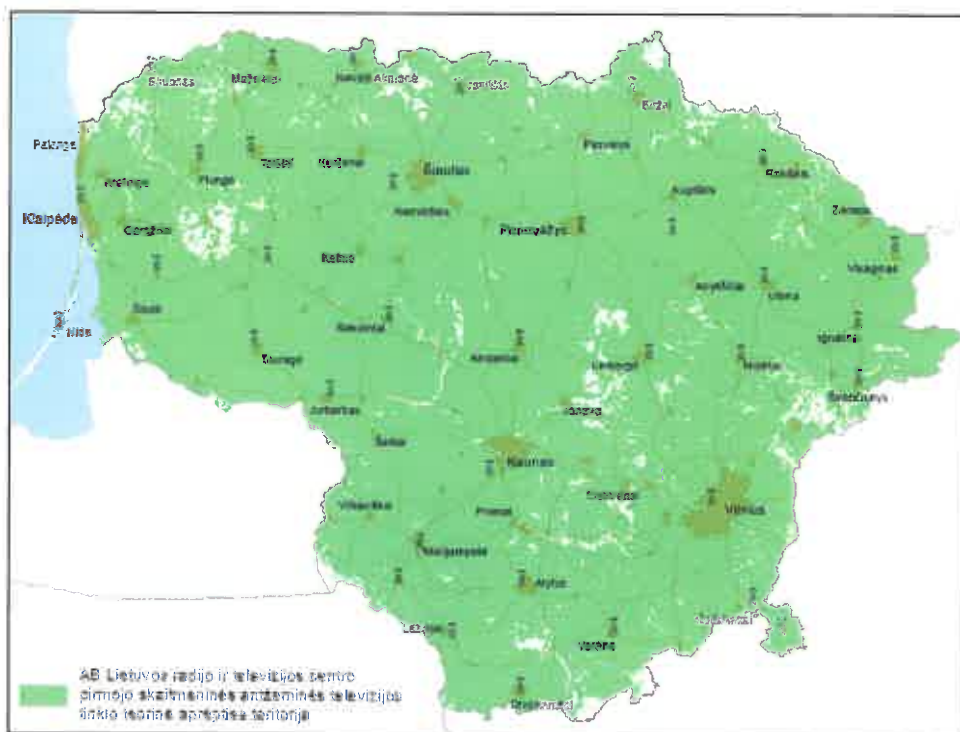 Skuodas
Mažeikiai
Akmenė
Joniškis
Biržai
Palanga
Kretinga
Plunge
Telšiai
Kuršėnai
Šiauliai
Pasvalys
Rokiškis
Kupiškis
Klaipėda
Gargždai
Radviliškis
Panevėžys
Zarasai
Kelmė
Visaginas
Anykščiai
Utena
Šilutė
Nida
Raseiniai
Ignalina
Tauragė
Kėdainiai
Ukmergė
Molėtai
Švenčionys
Jurbarkas
Jonava
Šakiai
Kaunas
Vilkaviškis
Prienai
Vilnius
Marijampolė
Alytus
Lazdijai
Varėna
Druskininkai
AB Lietuvos radijo ir televizijos centro
pirmojo skaitmeninės antžeminės televizijos
tinklo teorinė aprėpties teritorija